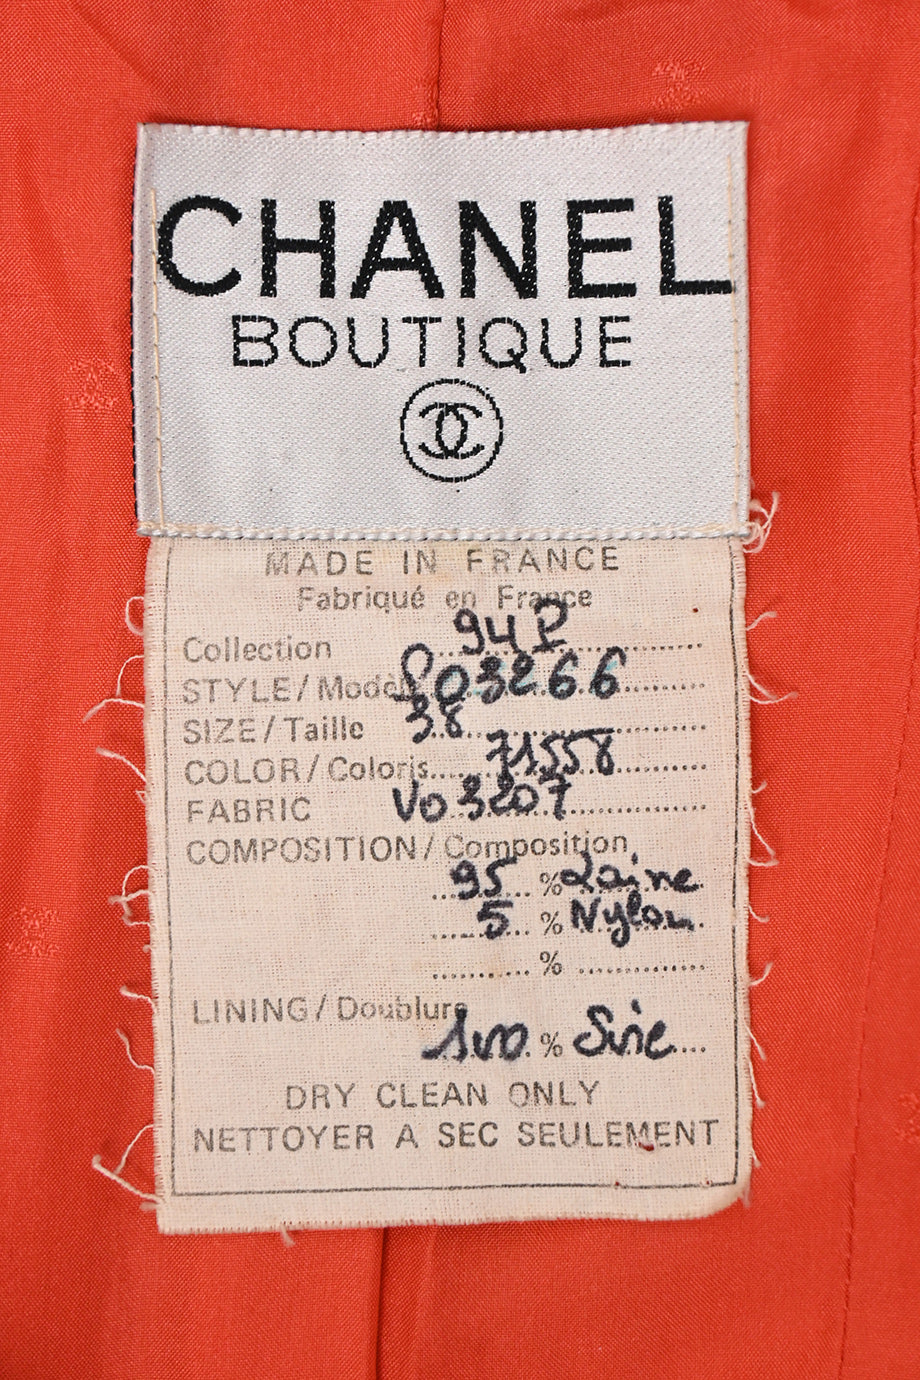 CHANEL
BOUTIQUE
MADE IN FRANCE
Fabriqué en France
Collection 94P
STYLE/Modèle P03266
SIZE/Taille 38
COLOR/Coloris 71558
FABRIC V03207
COMPOSITION/Composition
95 % Laine
5 % Nylon
%
LINING/Doublure
100 % Soie
DRY CLEAN ONLY
NETTOYER A SEC SEULEMENT